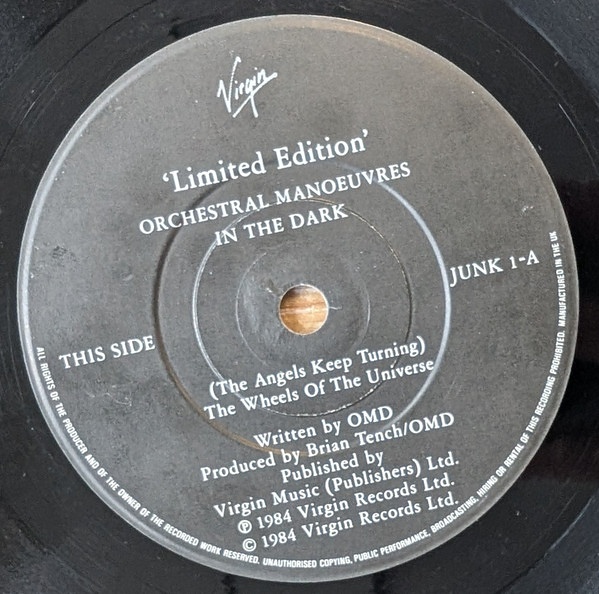 Virgin
'Limited Edition'
ORCHESTRAL MANOEUVRES
IN THE DARK
JUNK 1-A
THIS SIDE
(The Angels Keep Turning)
The Wheels Of The Universe
Written by OMD
Produced by Brian Tench/OMD
Published by
Virgin Music (Publishers) Ltd.
℗ 1984 Virgin Records Ltd.
© 1984 Virgin Records Ltd.
ALL RIGHTS OF THE PRODUCER AND OF THE OWNER OF THE RECORDED WORK RESERVED. UNAUTHORISED COPYING, PUBLIC PERFORMANCE, BROADCASTING, HIRING OR RENTAL OF THIS RECORDING PROHIBITED. MANUFACTURED IN THE UK